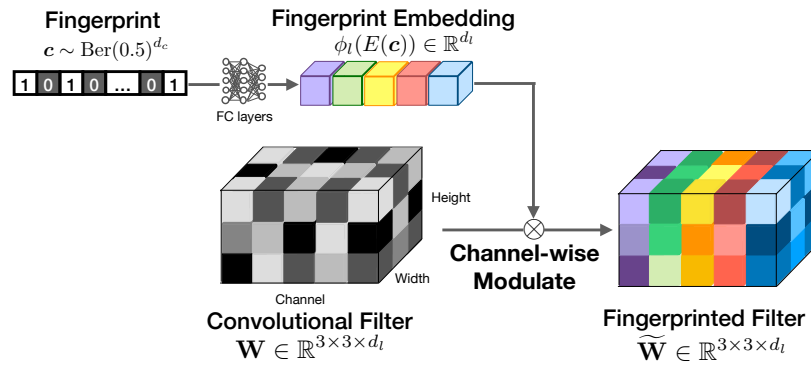 Fingerprint
c ∼ Ber(0.5)^{d_c}
1 0 1 0 ... 0 1
FC layers
Fingerprint Embedding
ϕ_l(E(c)) ∈ ℝ^{d_l}
Height
Width
Channel
Convolutional Filter
W ∈ ℝ^{3×3×d_l}
⊗
Channel-wise
Modulate
Fingerprinted Filter
W̃ ∈ ℝ^{3×3×d_l}